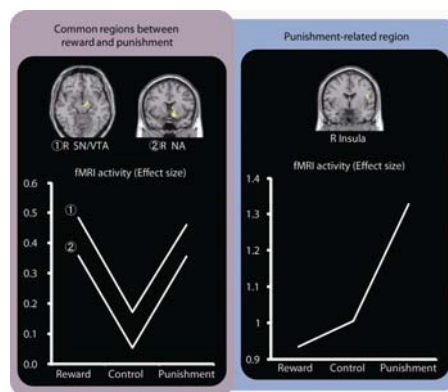 Common regions between
reward and punishment
①R SN/VTA
②R NA
fMRI activity (Effect size)
0.6
0.5
①
0.4
②
0.3
0.2
0.1
0.0
Reward
Control
Punishment
Punishment-related region
R Insula
fMRI activity (Effect size)
1.4
1.3
1.2
1.1
1
0.9
Reward
Control
Punishment